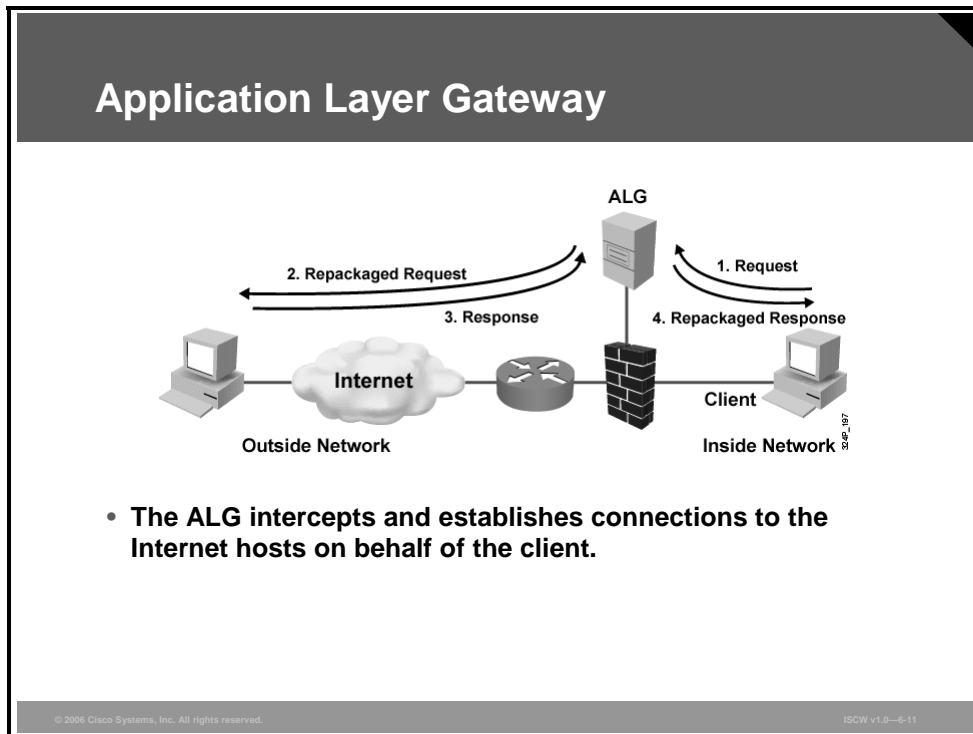 Application Layer Gateway
ALG
1. Request
2. Repackaged Request
3. Response
4. Repackaged Response
Internet
Client
Outside Network
Inside Network
324P_197
• The ALG intercepts and establishes connections to the
Internet hosts on behalf of the client.
© 2006 Cisco Systems, Inc. All rights reserved.
ISCW v1.0—6-11